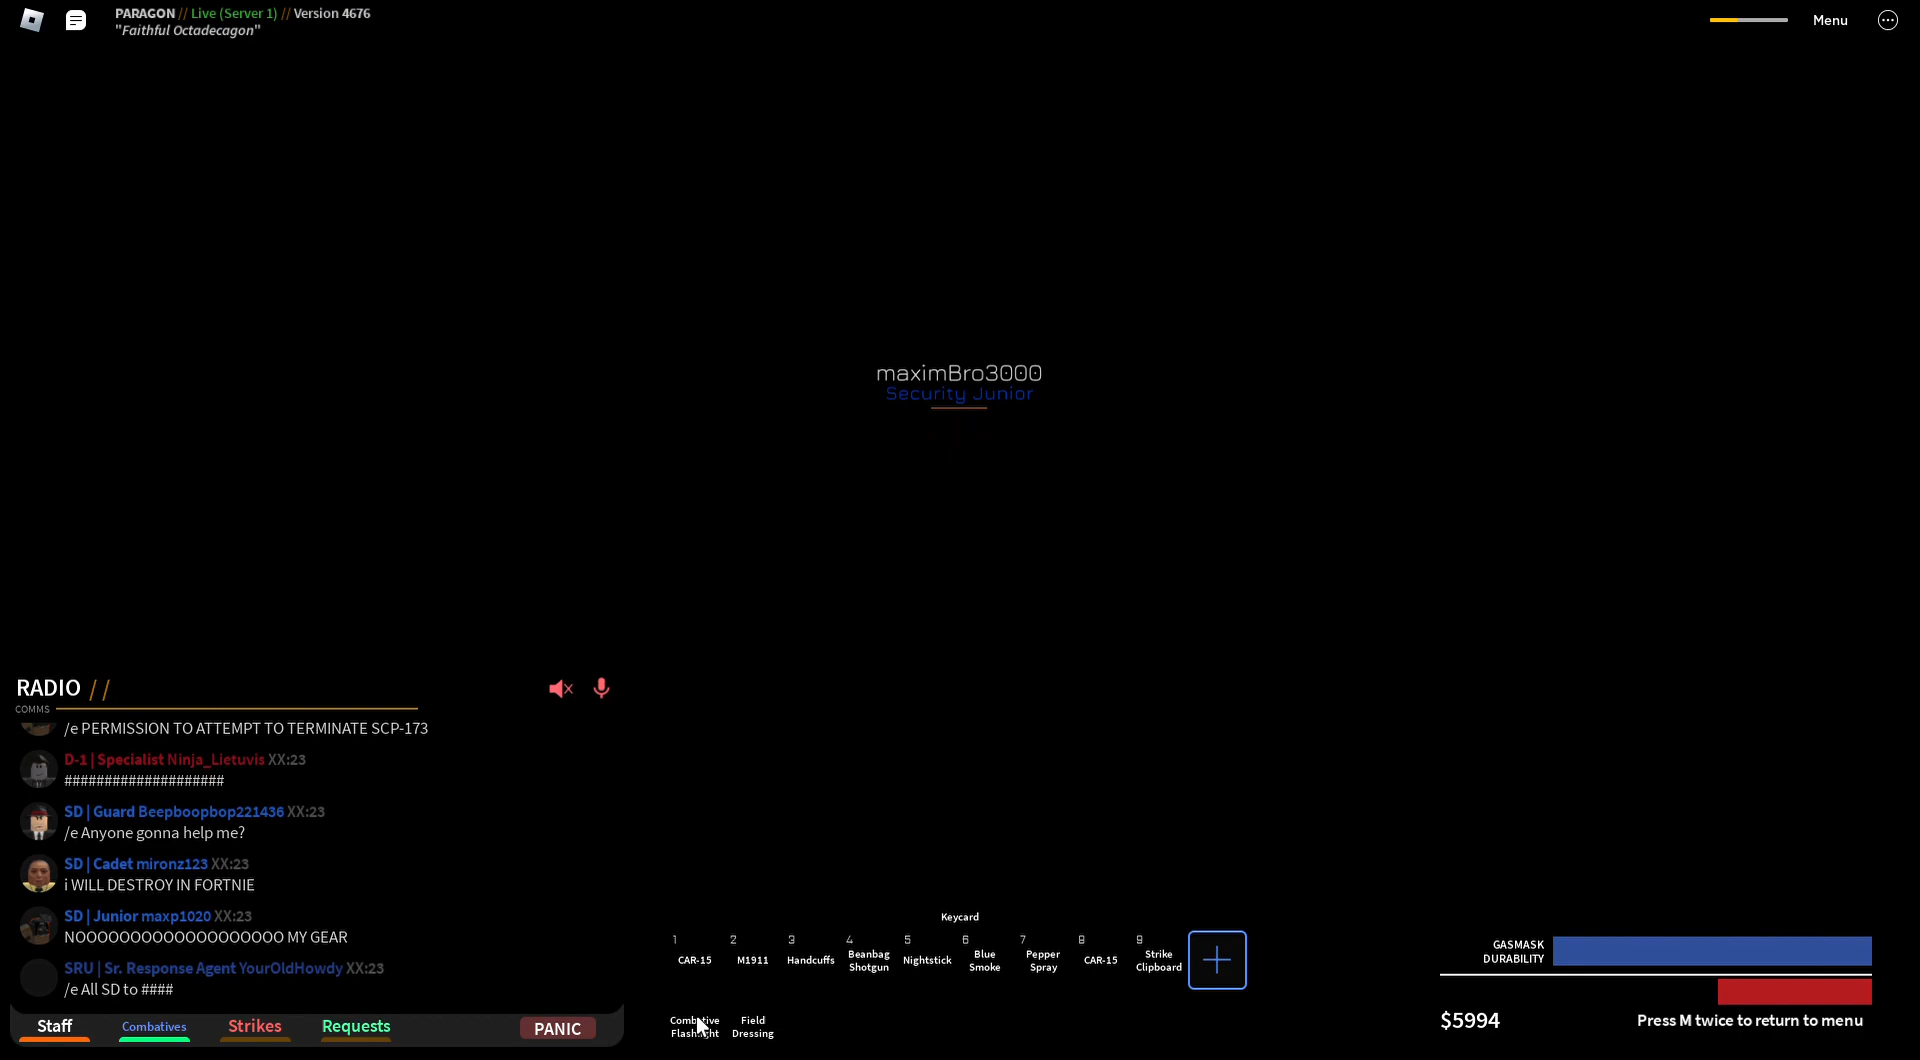 PARAGON // Live (Server 1) // Version 4676
"Faithful Octadecagon"
Menu
maximBro3000
Security Junior
RADIO //
COMMS
/e PERMISSION TO ATTEMPT TO TERMINATE SCP-173
D-1 | Specialist Ninja_Lietuvis XX:23
####################
SD | Guard Beepboopbop221436 XX:23
/e Anyone gonna help me?
SD | Cadet mironz123 XX:23
i WILL DESTROY IN FORTNIE
SD | Junior maxp1020 XX:23
NOOOOOOOOOOOOOOOOOOO MY GEAR
SRU | Sr. Response Agent YourOldHowdy XX:23
/e All SD to ####
Staff
Combatives
Strikes
Requests
PANIC
Keycard
1 2 3 4 5 6 7 8 9
CAR-15
M1911
Handcuffs
Beanbag
Shotgun
Nightstick
Blue
Smoke
Pepper
Spray
CAR-15
Strike
Clipboard
Combative
Flashlight
Field
Dressing
GASMASK
DURABILITY
$5994
Press M twice to return to menu